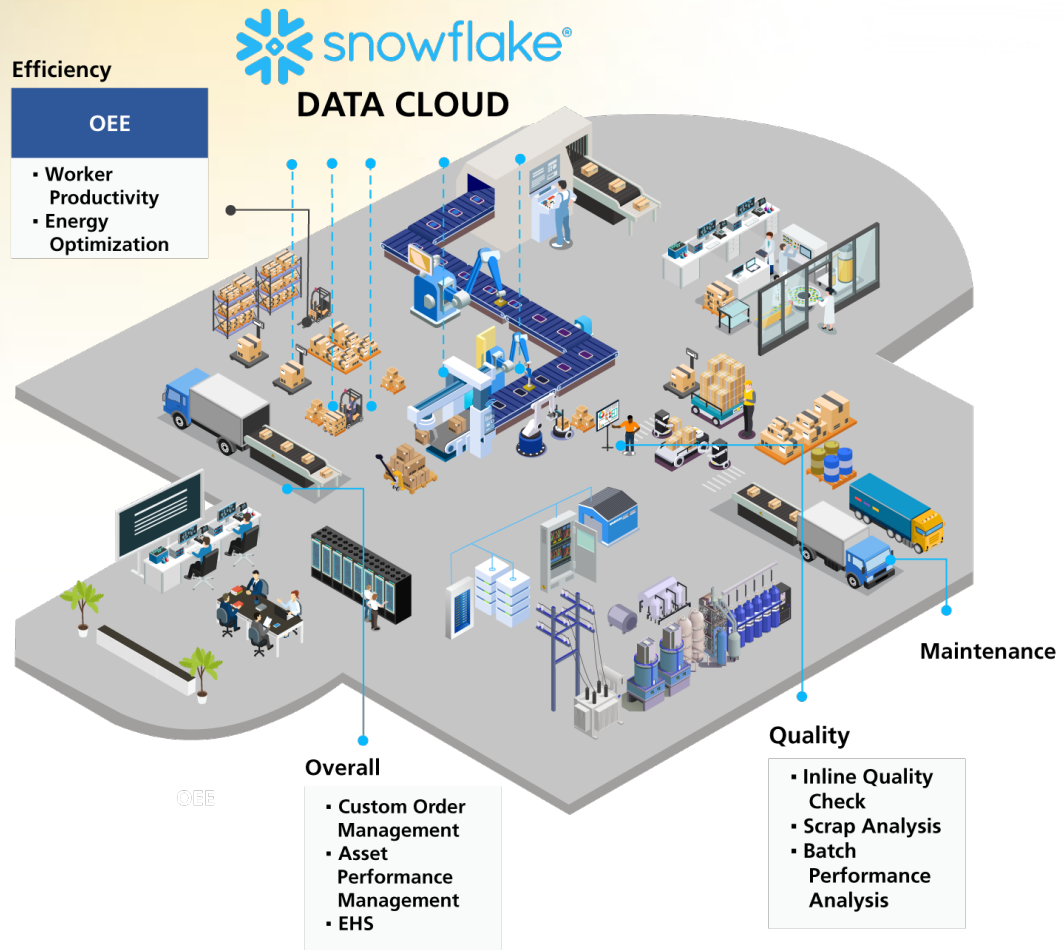 snowflake®
DATA CLOUD
Efficiency
OEE
▪ Worker
Productivity
▪ Energy
Optimization
Maintenance
Quality
▪ Inline Quality
Check
▪ Scrap Analysis
▪ Batch
Performance
Analysis
Overall
▪ Custom Order
Management
▪ Asset
Performance
Management
▪ EHS
OEE